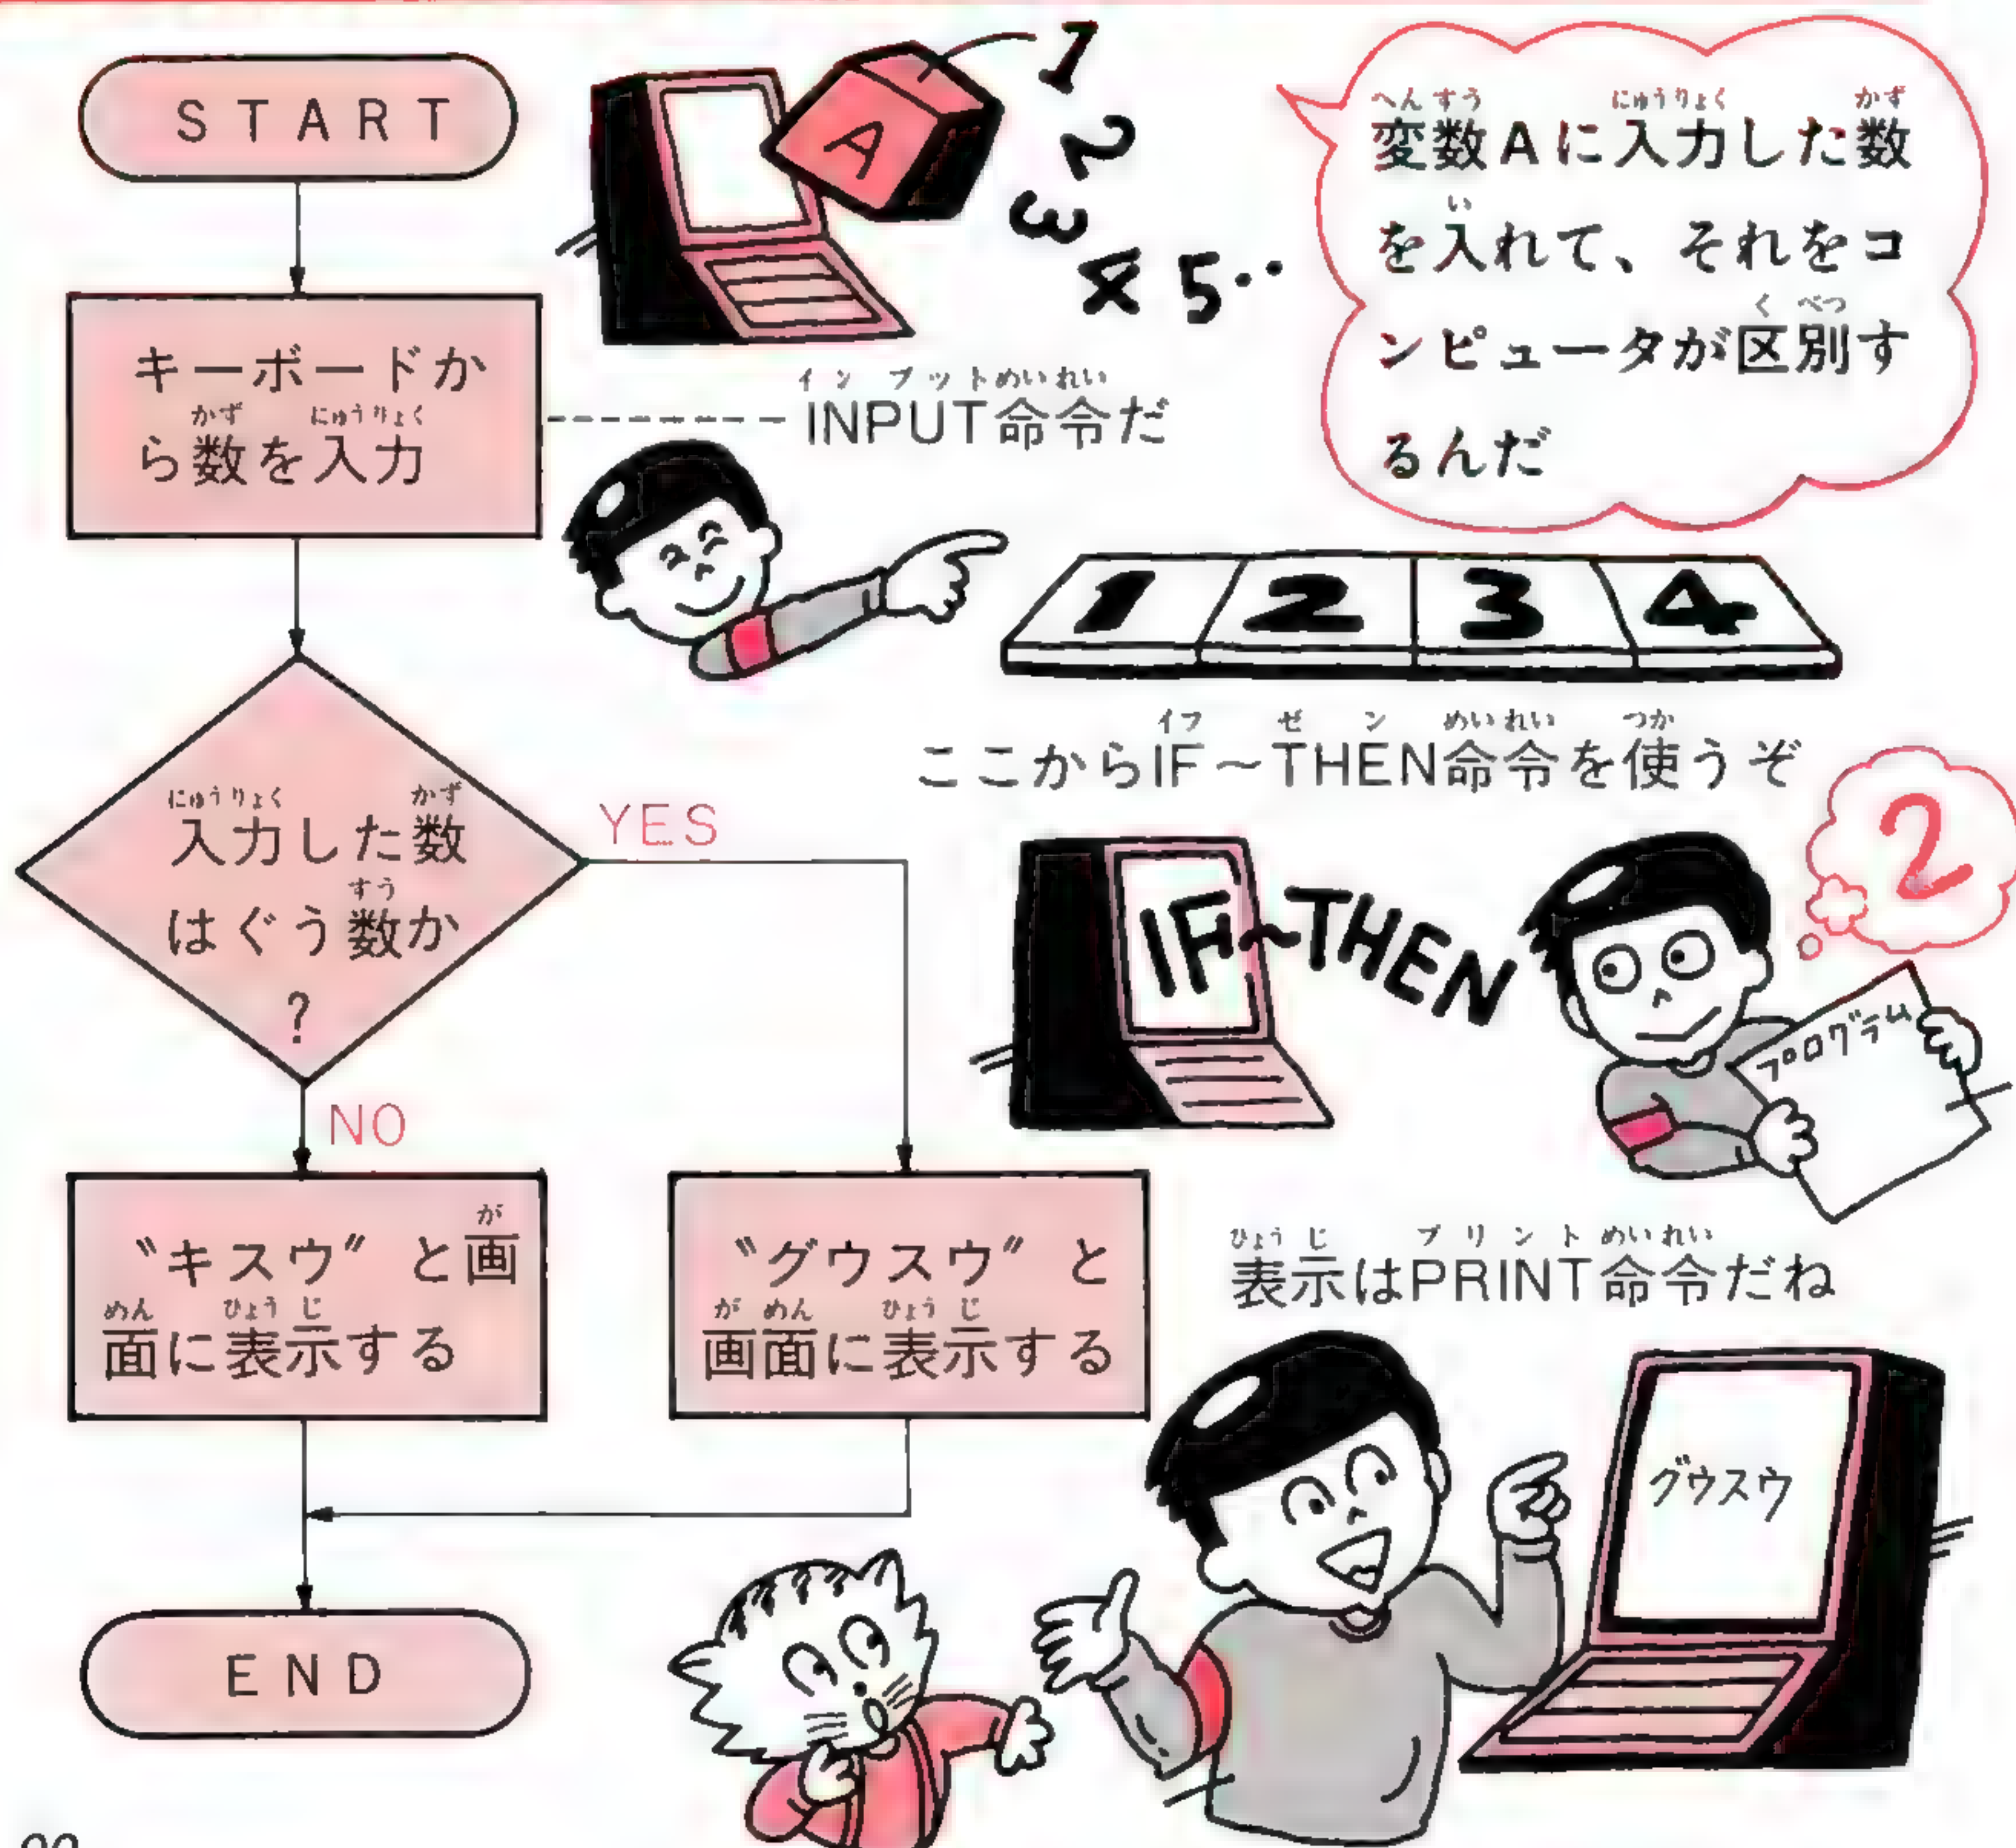 START
1
2
3
4 5‥
A
変数Aに入力した数
を入れて、それをコ
ンピュータが区別す
るんだ
キーボードか
ら数を入力
INPUT命令だ
1 2 3 4
ここからIF〜THEN命令を使うぞ
入力した数
はぐう数か
?
YES
NO
IF〜THEN
2
プログラム
〝キスウ〞と画
面に表示する
〝グウスウ〞と
画面に表示する
表示はPRINT命令だね
グウスウ
END